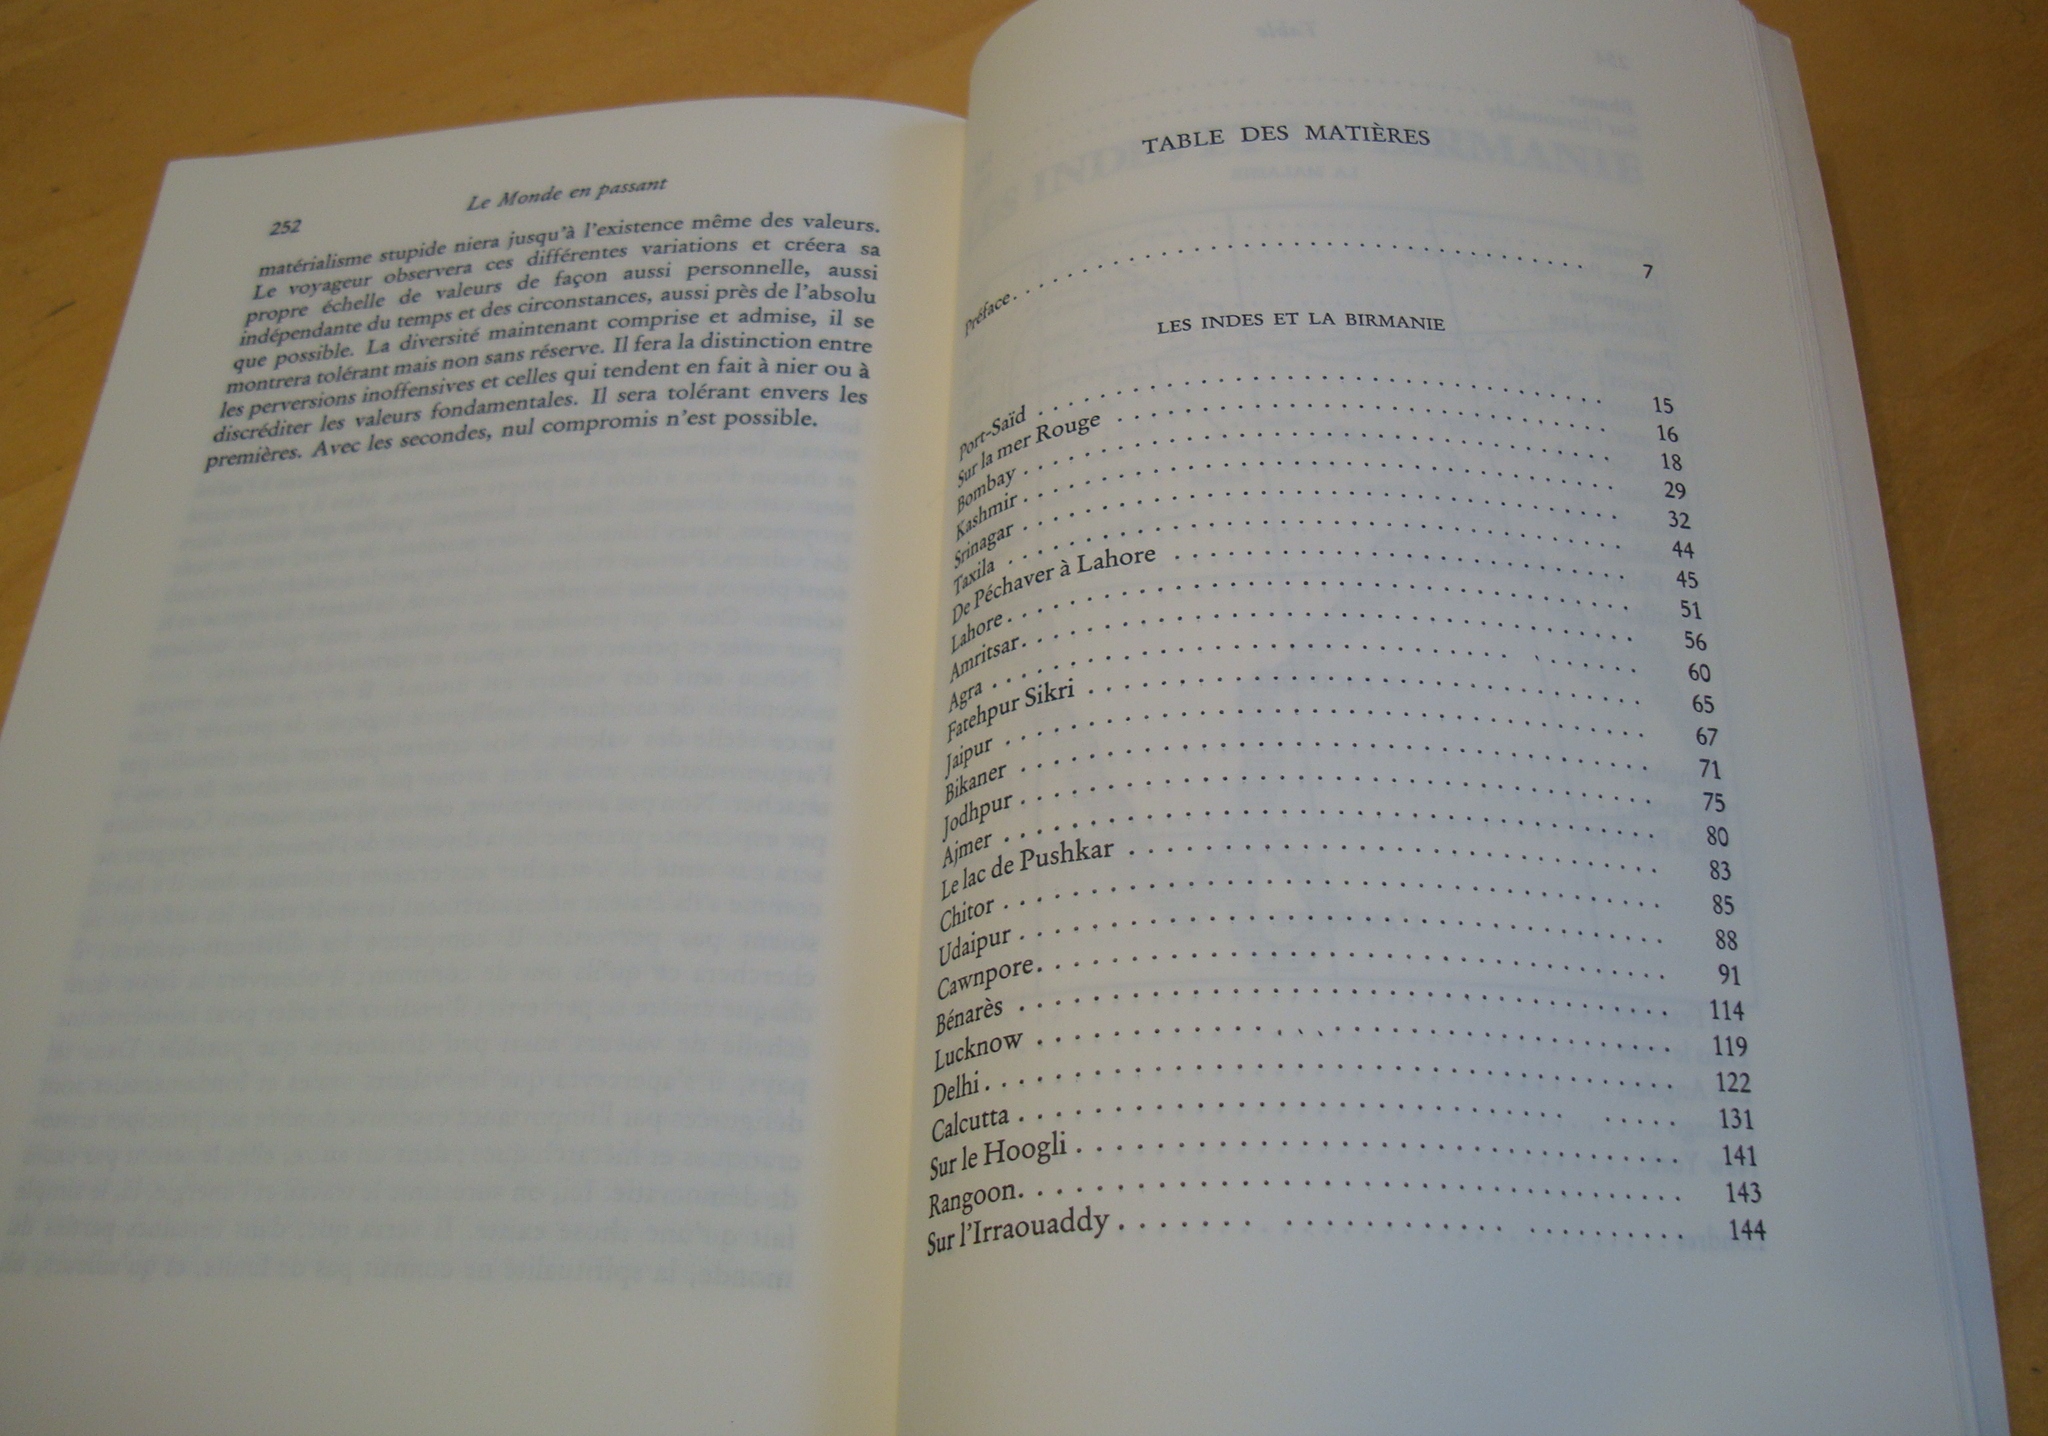 252 Le Monde en passant
matérialisme stupide niera jusqu'à l'existence même des valeurs.
Le voyageur observera ces différentes variations et créera sa
propre échelle de valeurs de façon aussi personnelle, aussi
indépendante du temps et des circonstances, aussi près de l'absolu
que possible. La diversité maintenant comprise et admise, il se
montrera tolérant mais non sans réserve. Il fera la distinction entre
les perversions inoffensives et celles qui tendent en fait à nier ou à
discréditer les valeurs fondamentales. Il sera tolérant envers les
premières. Avec les secondes, nul compromis n'est possible.
TABLE DES MATIÈRES
Préface 7
LES INDES ET LA BIRMANIE
Port-Saïd 15
Sur la mer Rouge 16
Bombay 18
Kashmir 29
Srinagar 32
Taxila 44
De Péchaver à Lahore 45
Lahore 51
Amritsar 56
Agra 60
Fatehpur Sikri 65
Jaipur 67
Bikaner 71
Jodhpur 75
Ajmer 80
Le lac de Pushkar 83
Chitor 85
Udaipur 88
Cawnpore 91
Bénarès 114
Lucknow 119
Delhi 122
Calcutta 131
Sur le Hoogli 141
Rangoon 143
Sur l'Irraouaddy 144